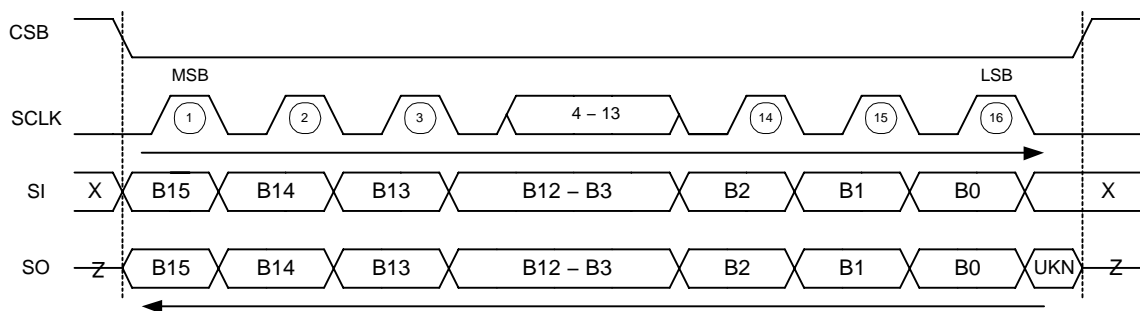 CSB
MSB LSB
SCLK 1 2 3 4 – 13 14 15 16
SI X B15 B14 B13 B12 – B3 B2 B1 B0 X
SO Z B15 B14 B13 B12 – B3 B2 B1 B0 UKN Z